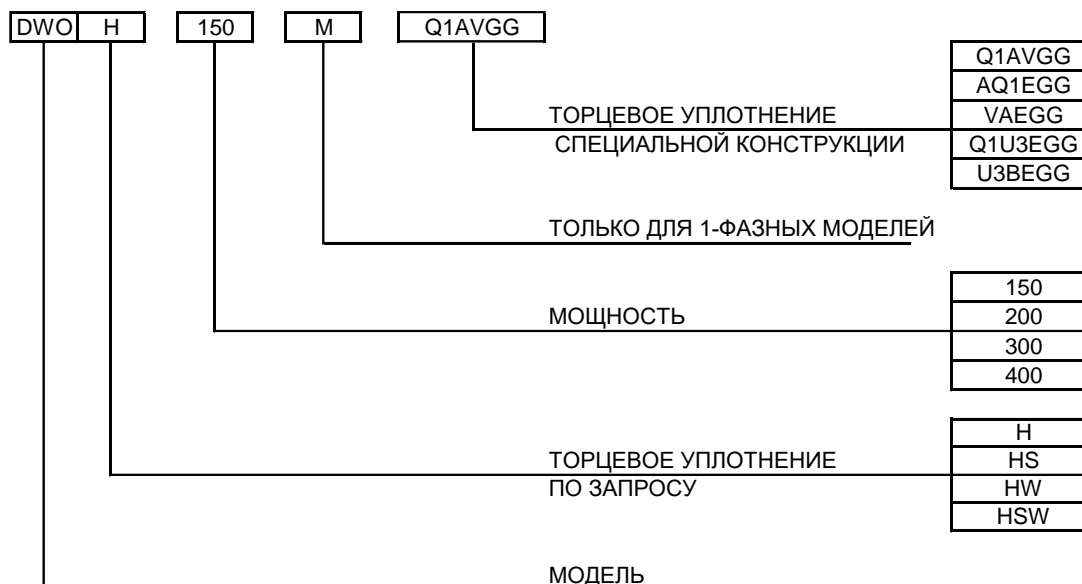 DWO H 150 M Q1AVGG
Q1AVGG
AQ1EGG
ТОРЦЕВОЕ УПЛОТНЕНИЕ VAEGG
СПЕЦИАЛЬНОЙ КОНСТРУКЦИИ Q1U3EGG
U3BEGG
ТОЛЬКО ДЛЯ 1-ФАЗНЫХ МОДЕЛЕЙ
150
МОЩНОСТЬ 200
300
400
H
ТОРЦЕВОЕ УПЛОТНЕНИЕ HS
ПО ЗАПРОСУ HW
HSW
МОДЕЛЬ